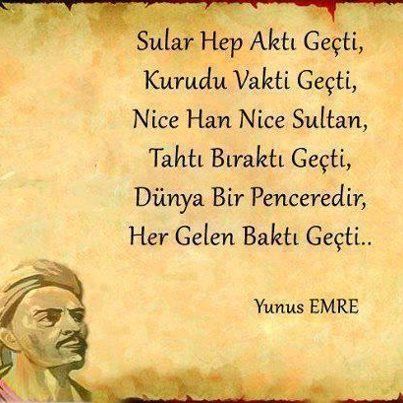 Sular Hep Aktı Geçti,
Kurudu Vakti Geçti,
Nice Han Nice Sultan,
Tahtı Bıraktı Geçti,
Dünya Bir Penceredir,
Her Gelen Baktı Geçti..
Yunus EMRE